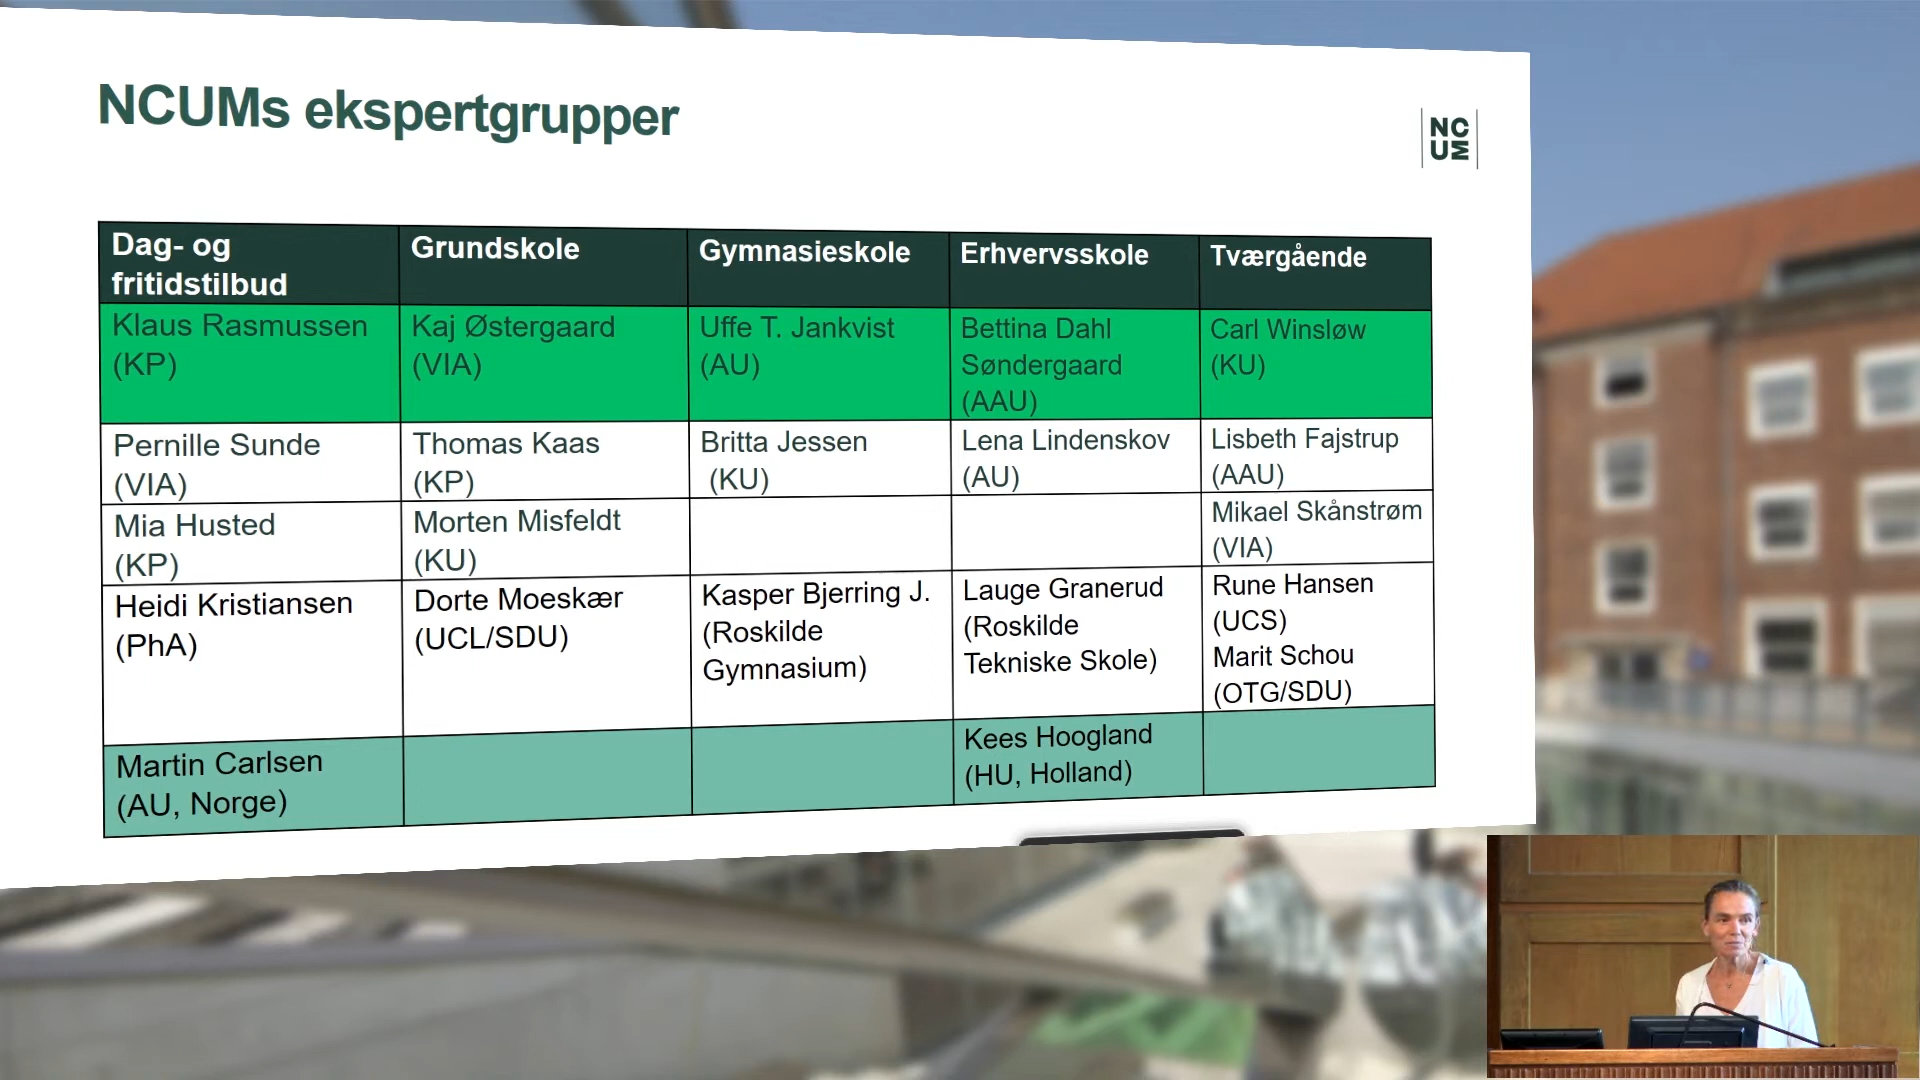 NCUMs ekspertgrupper
NC
UM
Dag- og
fritidstilbud
Grundskole
Gymnasieskole
Erhvervsskole
Tværgående
Klaus Rasmussen
(KP)
Kaj Østergaard
(VIA)
Uffe T. Jankvist
(AU)
Bettina Dahl
Søndergaard
(AAU)
Carl Winsløw
(KU)
Pernille Sunde
(VIA)
Thomas Kaas
(KP)
Britta Jessen
(KU)
Lena Lindenskov
(AU)
Lisbeth Fajstrup
(AAU)
Mia Husted
(KP)
Morten Misfeldt
(KU)
Mikael Skånstrøm
(VIA)
Heidi Kristiansen
(PhA)
Dorte Moeskær
(UCL/SDU)
Kasper Bjerring J.
(Roskilde
Gymnasium)
Lauge Granerud
(Roskilde
Tekniske Skole)
Rune Hansen
(UCS)
Marit Schou
(OTG/SDU)
Martin Carlsen
(AU, Norge)
Kees Hoogland
(HU, Holland)